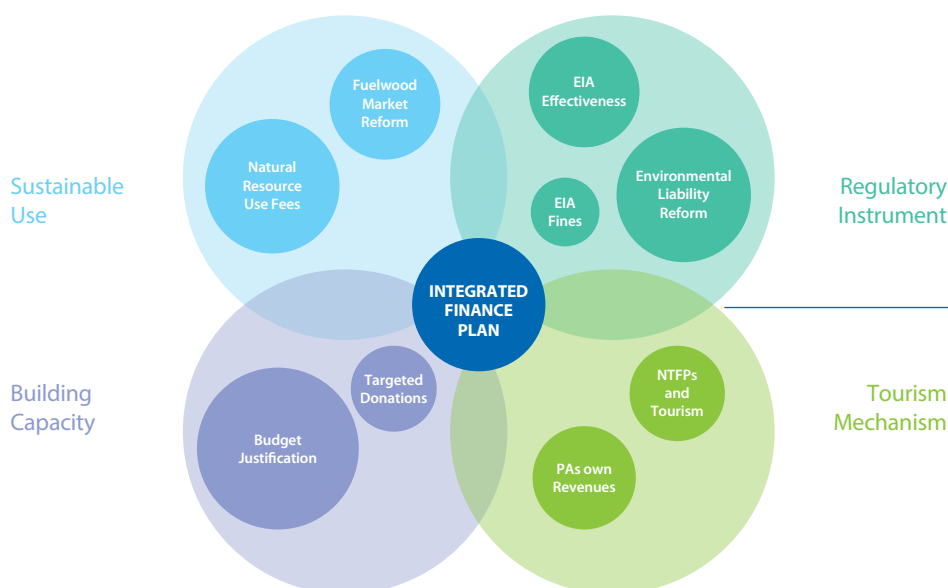 Fuelwood
Market
Reform
EIA
Effectiveness
Sustainable
Use
Natural
Resource
Use Fees
EIA
Fines
Environmental
Liability
Reform
Regulatory
Instrument
INTEGRATED
FINANCE
PLAN
Building
Capacity
Targeted
Donations
Budget
Justification
NTFPs
and
Tourism
PAs own
Revenues
Tourism
Mechanism